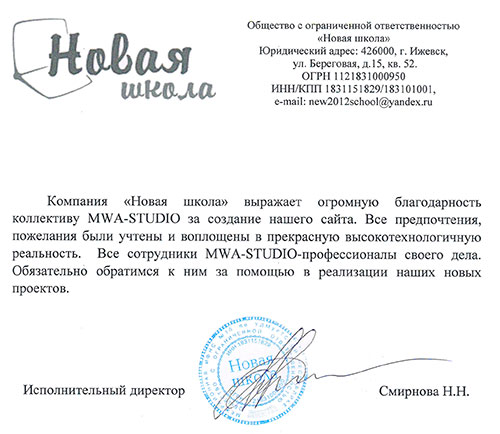 Новая
школа
Общество с ограниченной ответственностью
«Новая школа»
Юридический адрес: 426000, г. Ижевск,
ул. Береговая, д.15, кв. 52.
ОГРН 1121831000950
ИНН/КПП 1831151829/183101001,
e-mail: new2012school@yandex.ru
Компания «Новая школа» выражает огромную благодарность
коллективу MWA-STUDIO за создание нашего сайта. Все предпочтения,
пожелания были учтены и воплощены в прекрасную высокотехнологичную
реальность. Все сотрудники MWA-STUDIO-профессионалы своего дела.
Обязательно обратимся к ним за помощью в реализации наших новых
проектов.
ИНН 1831151829
Новая
школа
Исполнительный директор
Смирнова Н.Н.